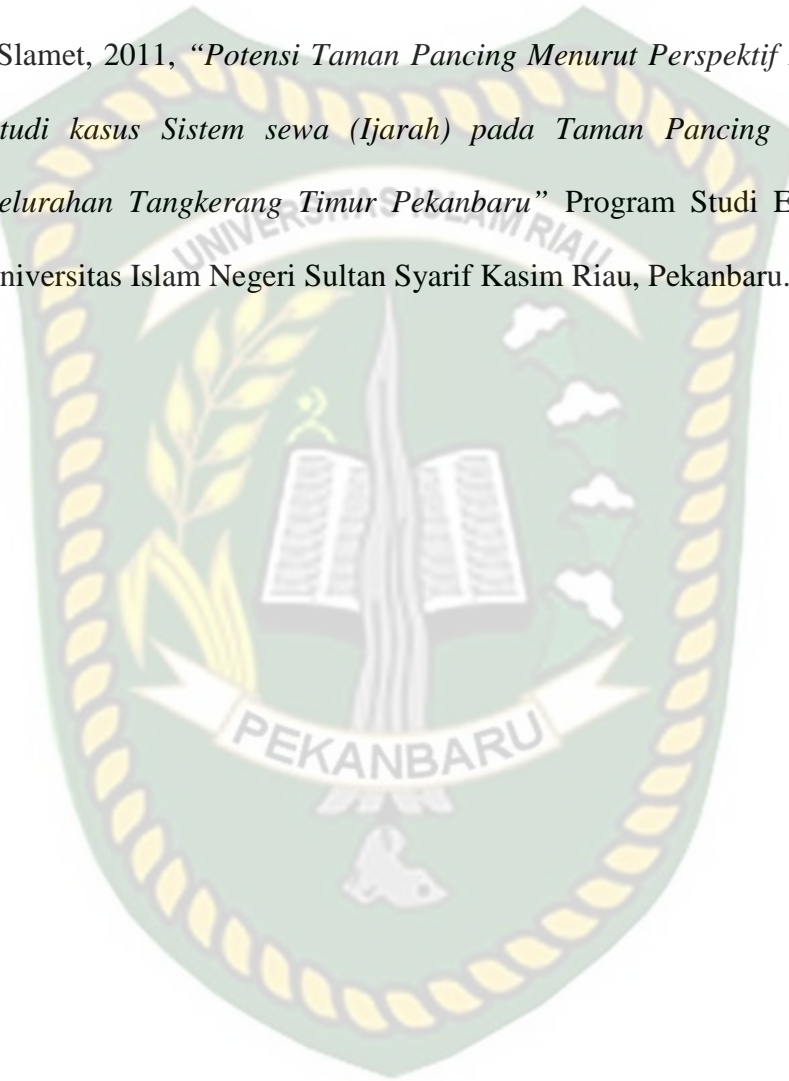 Slamet, 2011, “Potensi Taman Pancing Menurut Perspektif
tudi kasus Sistem sewa (Ijarah) pada Taman Pancing
elurahan Tangkerang Timur Pekanbaru” Program Studi E
niversitas Islam Negeri Sultan Syarif Kasim Riau, Pekanbaru.
UNIVERSITAS ISLAM RIAU
PEKANBARU